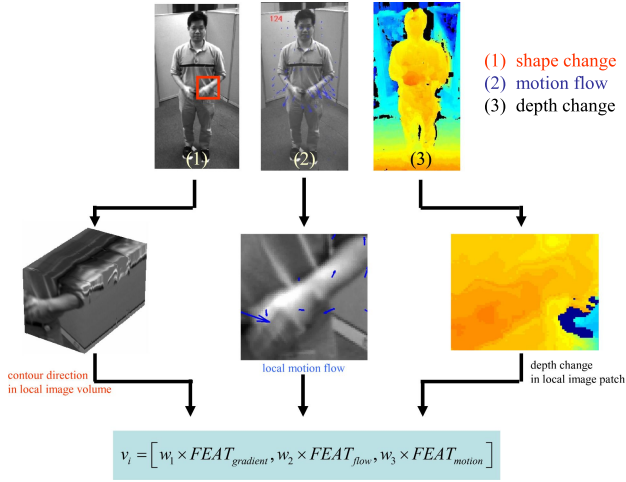 124
(1) shape change
(2) motion flow
(3) depth change
(1)
(2)
(3)
contour direction
in local image volume
local motion flow
depth change
in local image patch
v_i = [ w_1 × FEAT_gradient , w_2 × FEAT_flow , w_3 × FEAT_motion ]